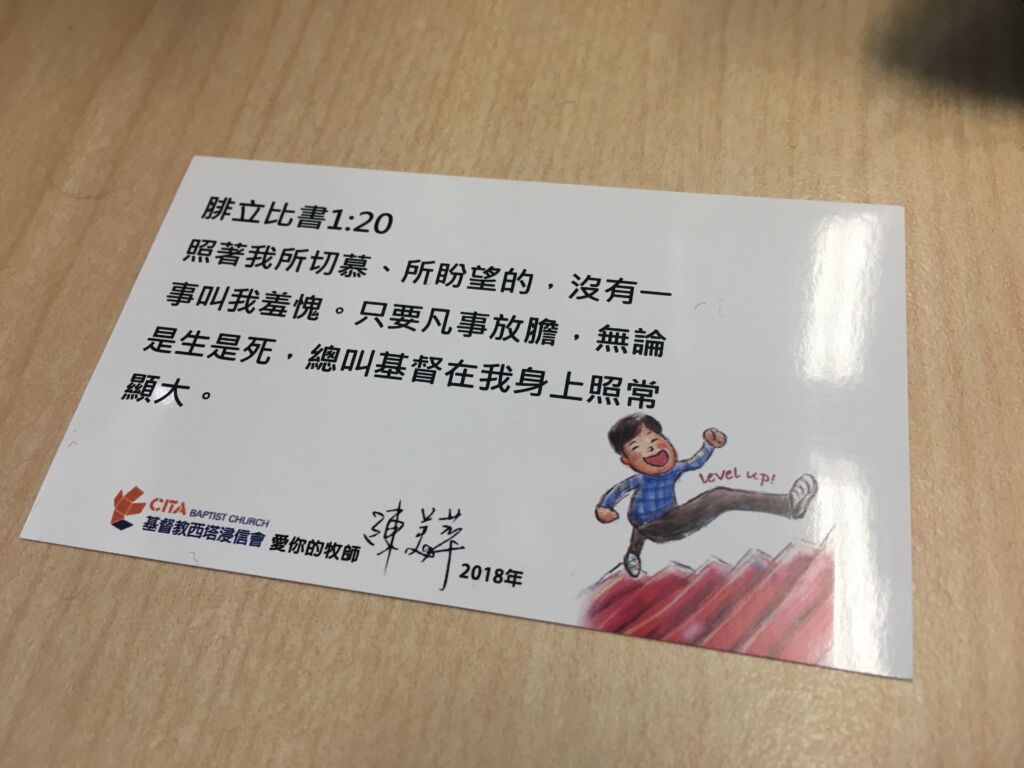 腓立比書1:20
照著我所切慕、所盼望的，沒有一
事叫我羞愧。只要凡事放膽，無論
是生是死，總叫基督在我身上照常
顯大。
Level up!
CITA BAPTIST CHURCH
基督教西塔浸信會 愛你的牧師 陳 2018年